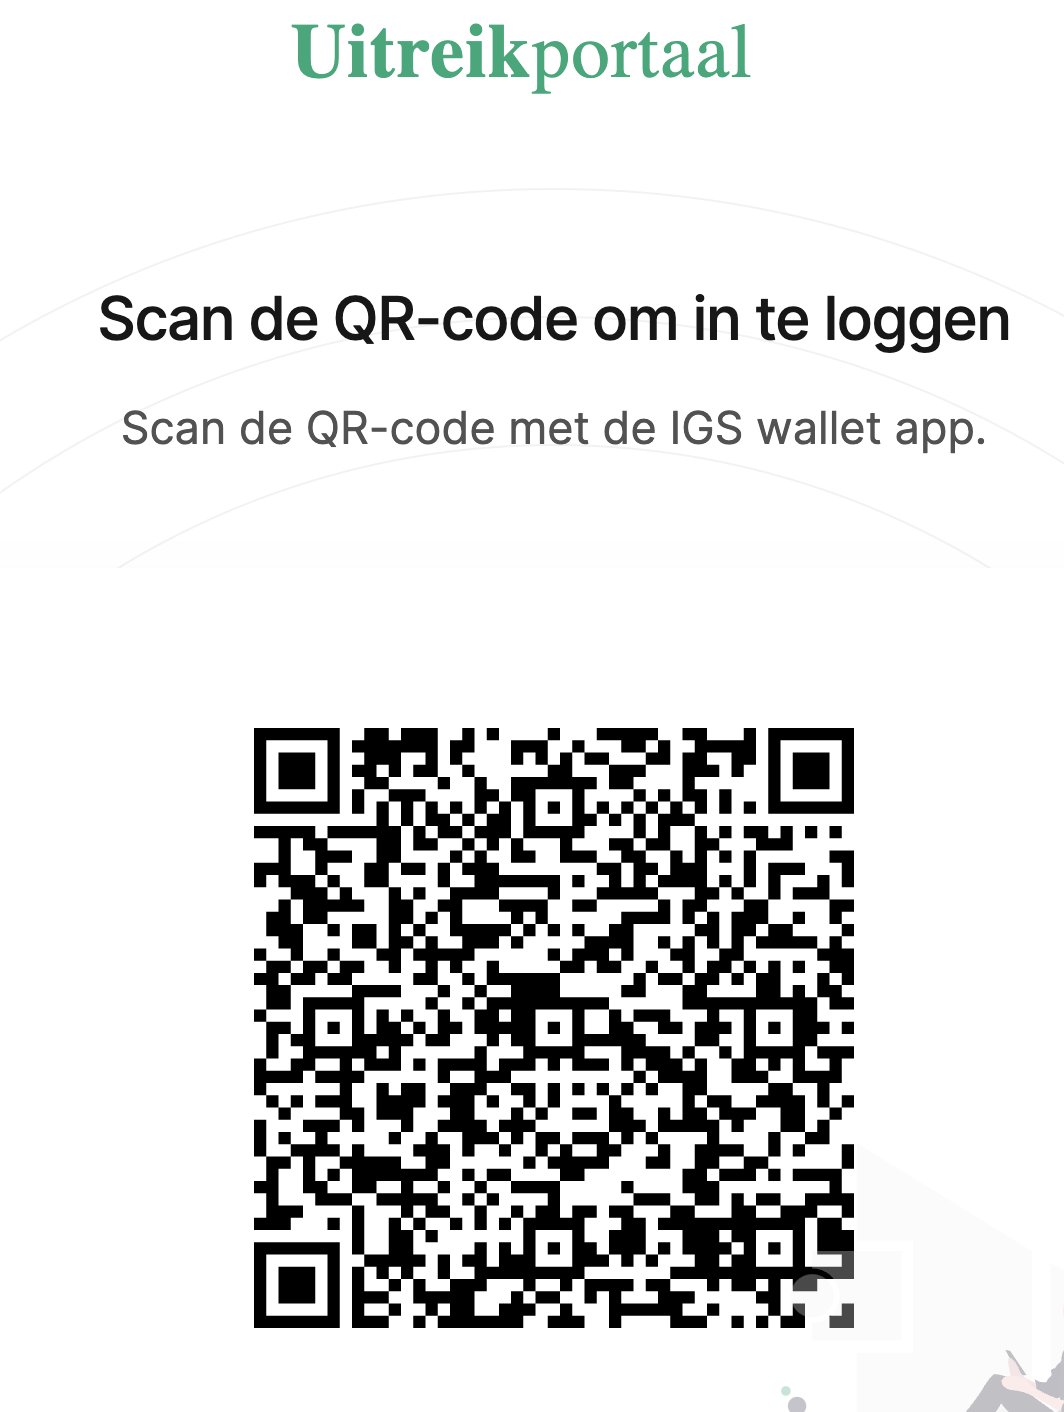 Uitreikportaal
Scan de QR-code om in te loggen
Scan de QR-code met de IGS wallet app.